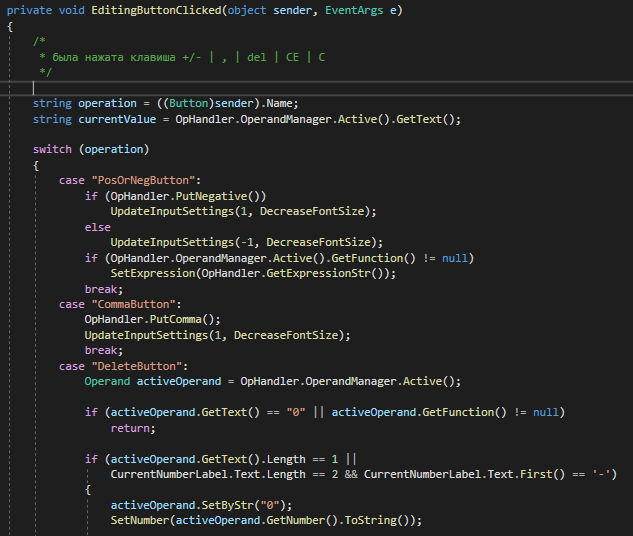 private void EditingButtonClicked(object sender, EventArgs e)
{
/*
* была нажата клавиша +/- | , | del | CE | C
*/
string operation = ((Button)sender).Name;
string currentValue = OpHandler.OperandManager.Active().GetText();
switch (operation)
{
case "PosOrNegButton":
if (OpHandler.PutNegative())
UpdateInputSettings(1, DecreaseFontSize);
else
UpdateInputSettings(-1, DecreaseFontSize);
if (OpHandler.OperandManager.Active().GetFunction() != null)
SetExpression(OpHandler.GetExpressionStr());
break;
case "CommaButton":
OpHandler.PutComma();
UpdateInputSettings(1, DecreaseFontSize);
break;
case "DeleteButton":
Operand activeOperand = OpHandler.OperandManager.Active();
if (activeOperand.GetText() == "0" || activeOperand.GetFunction() != null)
return;
if (activeOperand.GetText().Length == 1 ||
CurrentNumberLabel.Text.Length == 2 && CurrentNumberLabel.Text.First() == '-')
{
activeOperand.SetByStr("0");
SetNumber(activeOperand.GetNumber().ToString());